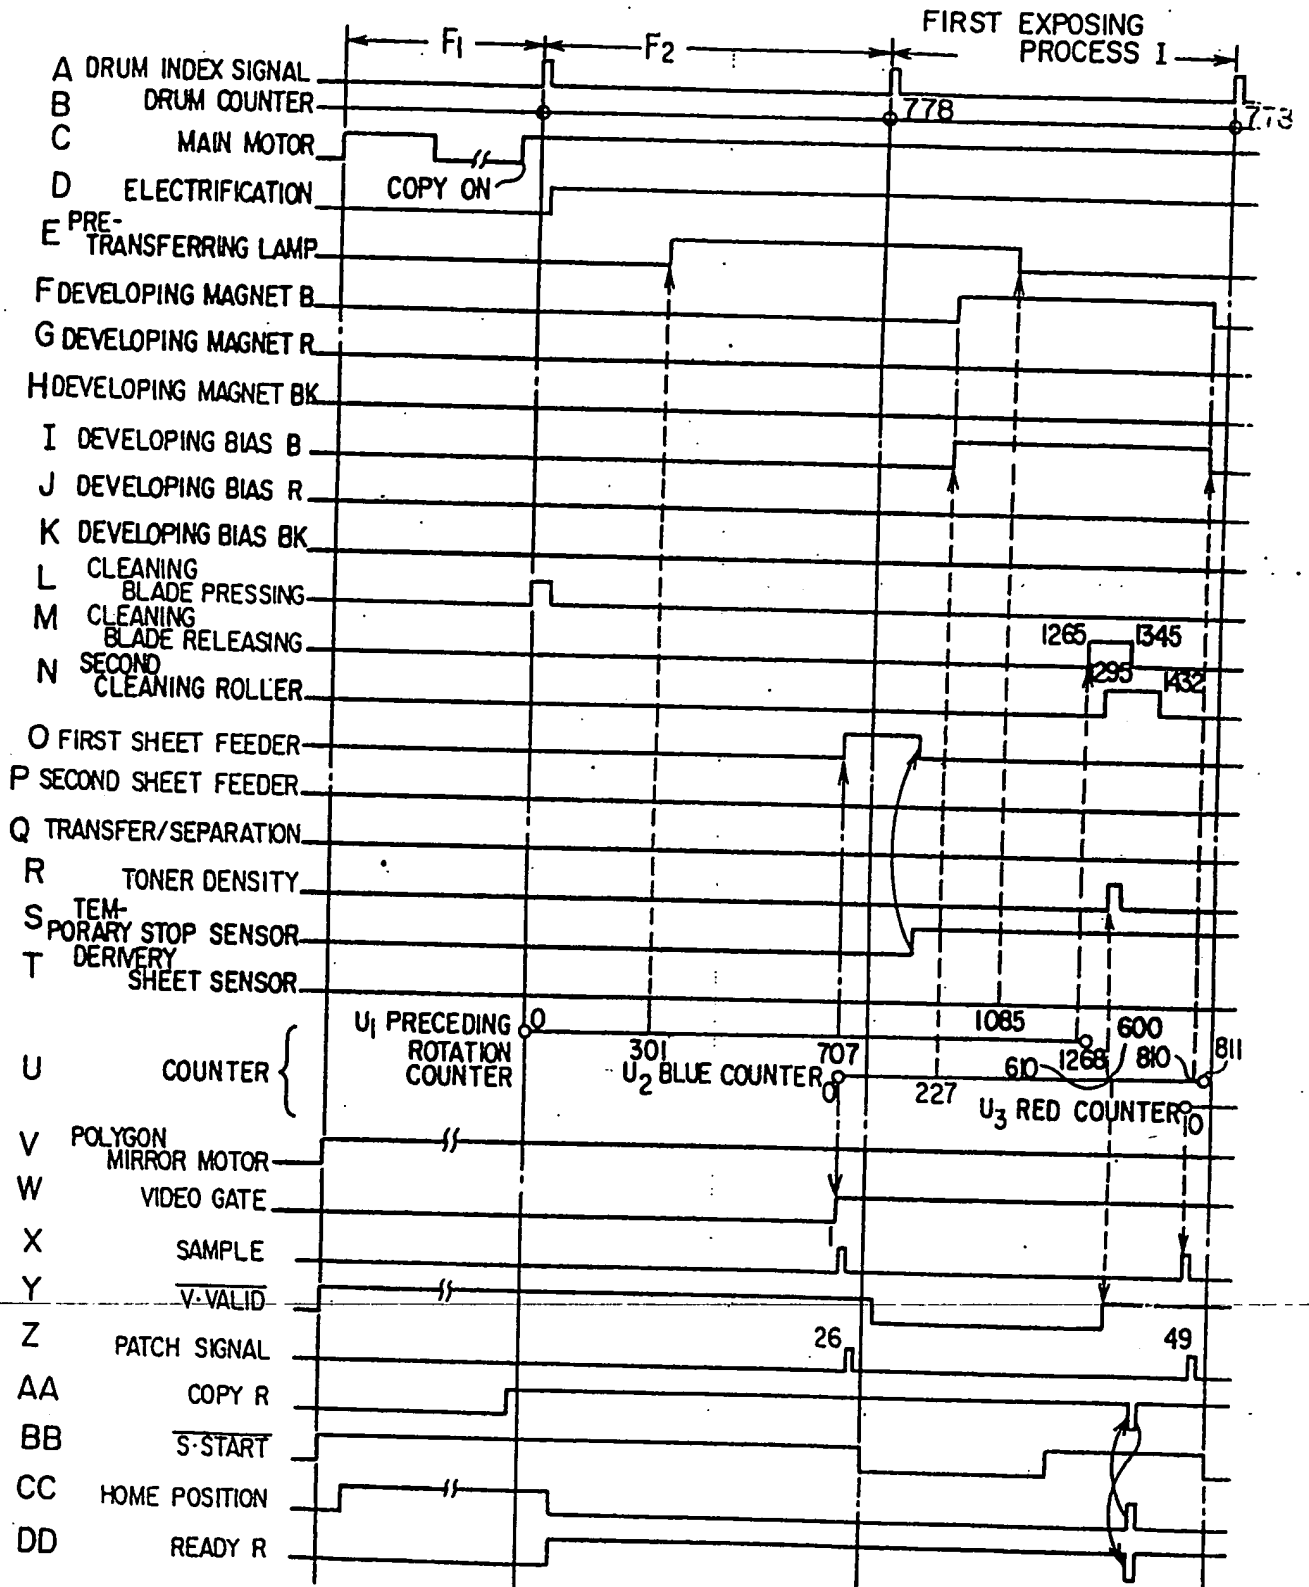 FIRST EXPOSING
PROCESS I
F1
F2
A DRUM INDEX SIGNAL
B DRUM COUNTER
778
778
C MAIN MOTOR
COPY ON
D ELECTRIFICATION
E PRE-
TRANSFERRING LAMP
F DEVELOPING MAGNET B
G DEVELOPING MAGNET R
H DEVELOPING MAGNET BK
I DEVELOPING BIAS B
J DEVELOPING BIAS R
K DEVELOPING BIAS BK
L CLEANING
BLADE PRESSING
M CLEANING
BLADE RELEASING
1265 1345
N SECOND
CLEANING ROLLER
1295 1432
O FIRST SHEET FEEDER
P SECOND SHEET FEEDER
Q TRANSFER/SEPARATION
R TONER DENSITY
S TEM-
PORARY STOP SENSOR
T DERIVERY
SHEET SENSOR
U COUNTER
U1 PRECEDING
ROTATION
COUNTER
0
301
707
1085
1268
U2 BLUE COUNTER
0
227
610
600
810
811
U3 RED COUNTER
0
V POLYGON
MIRROR MOTOR
W VIDEO GATE
1
X SAMPLE
Y V·VALID
Z PATCH SIGNAL
26
49
AA COPY R
BB S·START
CC HOME POSITION
DD READY R